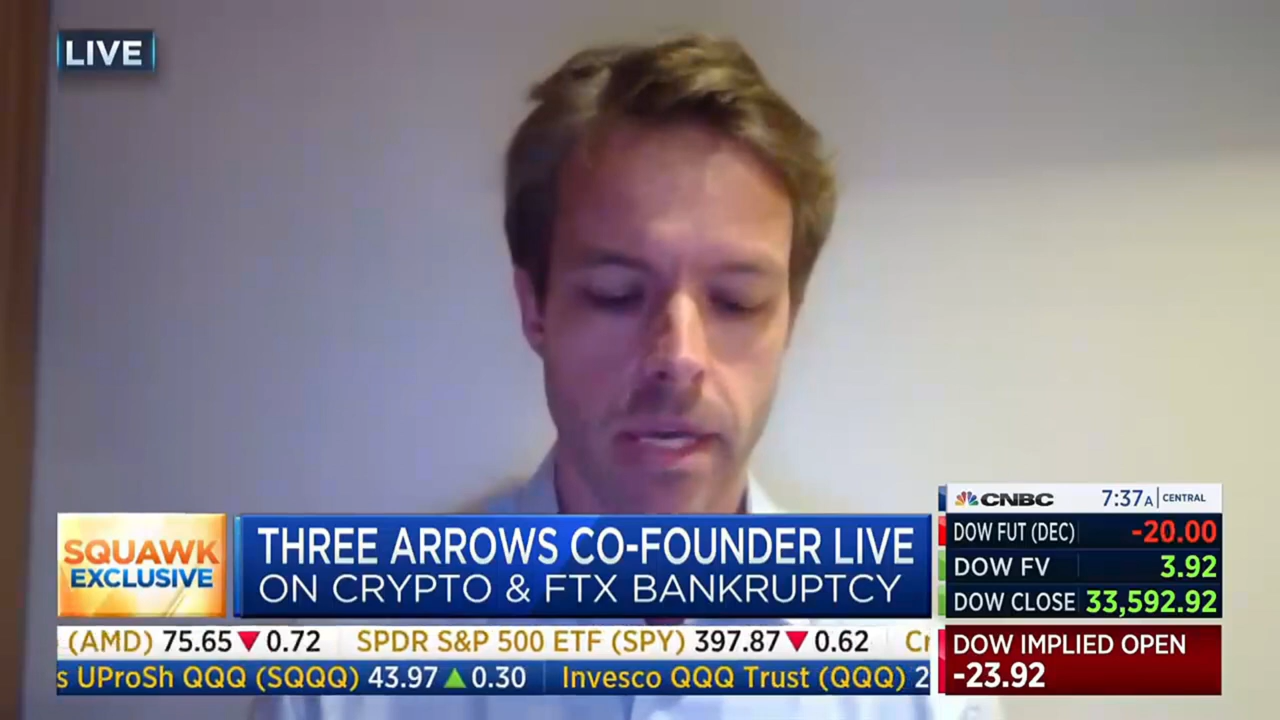 LIVE
SQUAWK
EXCLUSIVE
THREE ARROWS CO-FOUNDER LIVE
ON CRYPTO & FTX BANKRUPTCY
CNBC 7:37A CENTRAL
DOW FUT (DEC) -20.00
DOW FV 3.92
DOW CLOSE 33,592.92
DOW IMPLIED OPEN
-23.92
(AMD) 75.65▼0.72 SPDR S&P 500 ETF (SPY) 397.87▼0.62 Cr
s UProSh QQQ (SQQQ) 43.97▲0.30 Invesco QQQ Trust (QQQ) 2